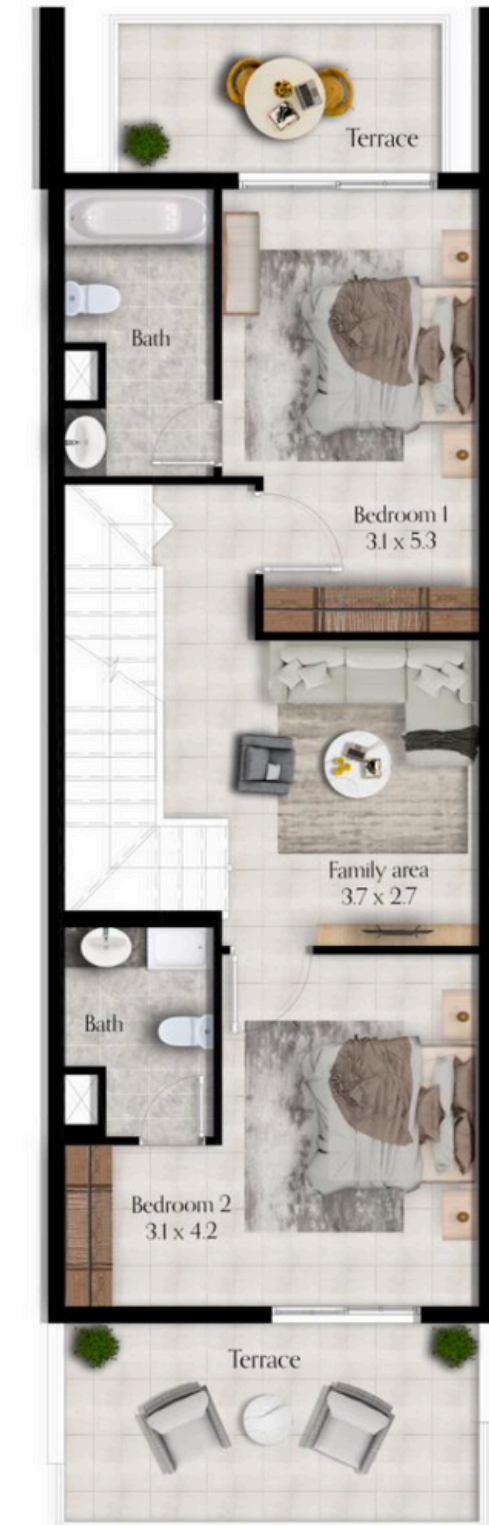 Terrace
Bath
Bedroom 1
3.1 x 5.3
Family area
3.7 x 2.7
Bath
Bedroom 2
3.1 x 4.2
Terrace